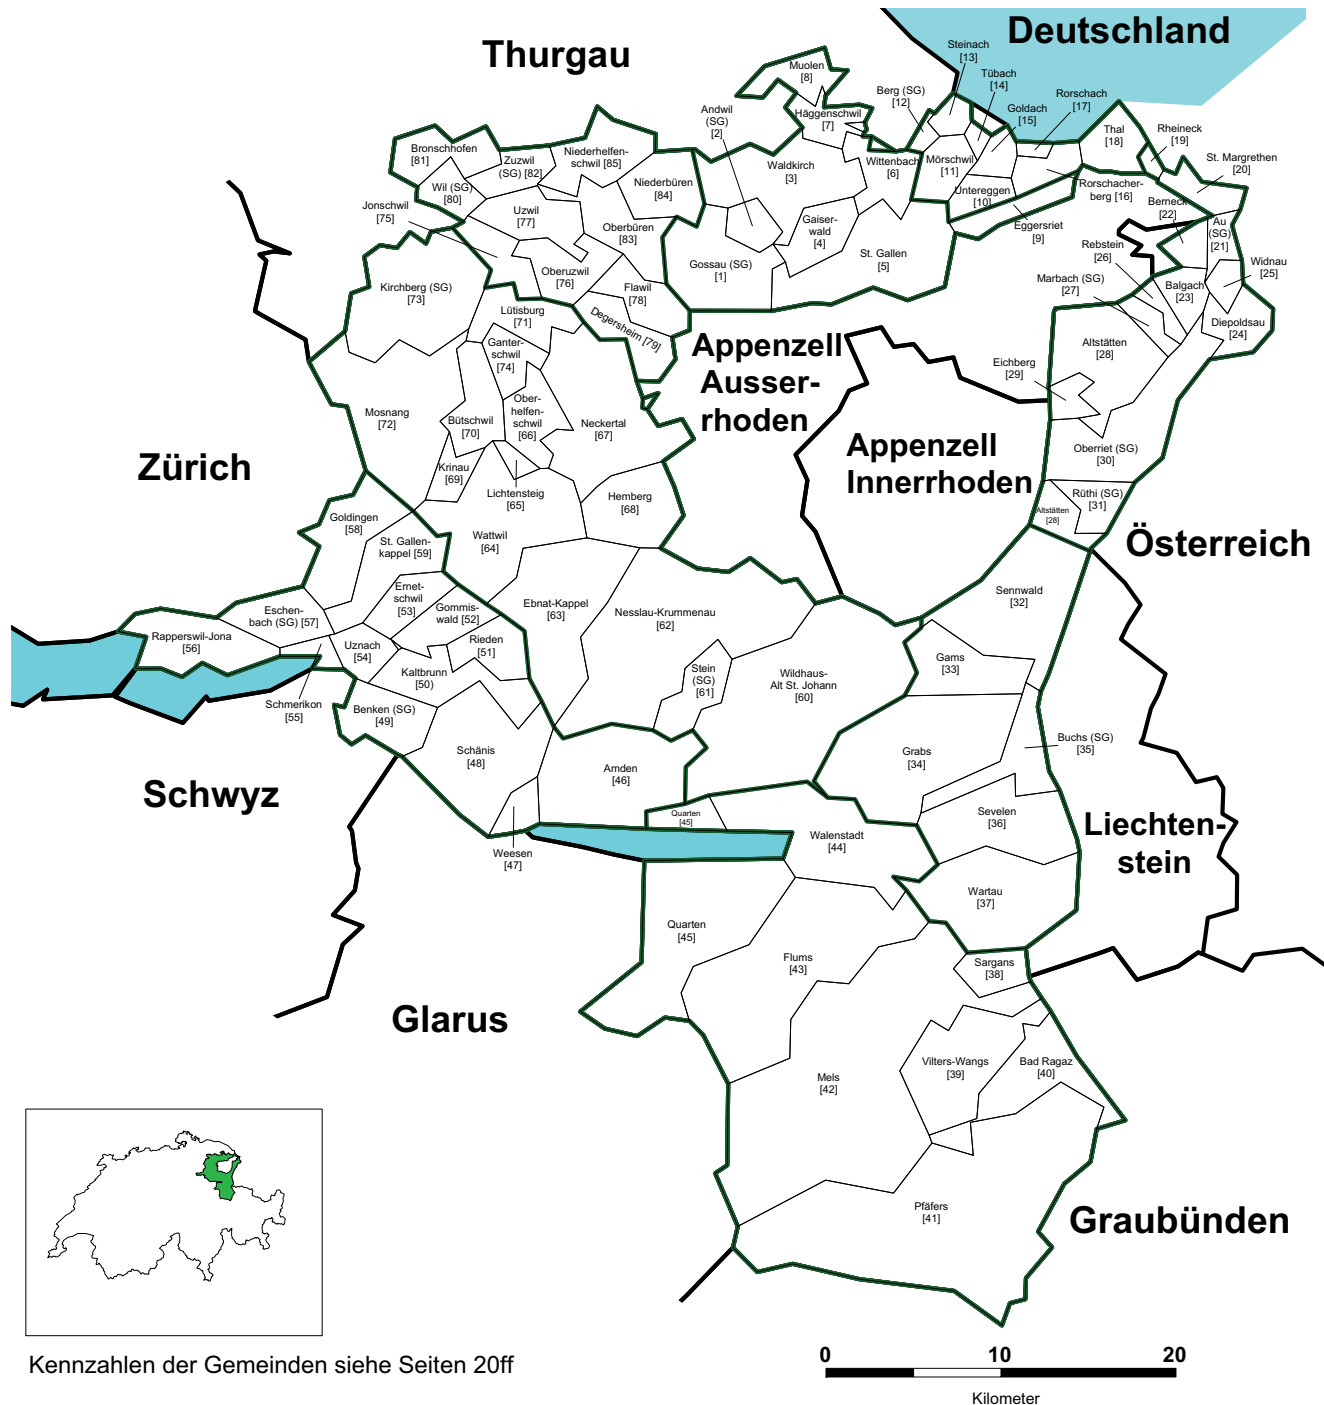 Deutschland
Thurgau
Steinach
[13]
Tübach
[14]
Muolen
[8]
Berg (SG)
[12]
Goldach
[15]
Rorschach
[17]
Andwil
(SG)
[2]
Häggenschwil
[7]
Thal
[18]
Rheineck
[19]
Bronschhofen
[81]
Zuzwil
(SG) [82]
Niederhelfen-
schwil [85]
Waldkirch
[3]
Wittenbach
[6]
Mörschwil
[11]
St. Margrethen
[20]
Wil (SG)
[80]
Niederbüren
[84]
Untereggen
[10]
Rorschacher-
berg [16]
Berneck
[22]
Jonschwil
[75]
Uzwil
[77]
Oberbüren
[83]
Gaiser-
wald
[4]
Eggersriet
[9]
Au
(SG)
[21]
Rebstein
[26]
Gossau (SG)
[1]
St. Gallen
[5]
Widnau
[25]
Oberuzwil
[76]
Flawil
[78]
Marbach (SG)
[27]
Balgach
[23]
Kirchberg (SG)
[73]
Lütisburg
[71]
Degersheim [79]
Diepoldsau
[24]
Ganter-
schwil
[74]
Appenzell
Ausser-
rhoden
Altstätten
[28]
Eichberg
[29]
Mosnang
[72]
Bütschwil
[70]
Ober-
helfen-
schwil
[66]
Neckertal
[67]
Zürich
Appenzell
Innerrhoden
Oberriet (SG)
[30]
Krinau
[69]
Lichtensteig
[65]
Hemberg
[68]
Rüthi (SG)
[31]
Altstätten
[28]
Goldingen
[58]
St. Gallen-
kappel [59]
Wattwil
[64]
Österreich
Ernet-
schwil
[53]
Sennwald
[32]
Eschen-
bach (SG) [57]
Gommis-
wald [52]
Ebnat-Kappel
[63]
Nesslau-Krummenau
[62]
Rapperswil-Jona
[56]
Uznach
[54]
Rieden
[51]
Gams
[33]
Kaltbrunn
[50)
Stein
(SG)
[61]
Wildhaus-
Alt St. Johann
[60]
Schmerikon
[55]
Benken (SG)
[49]
Schänis
[48]
Grabs
[34]
Buchs (SG)
[35]
Schwyz
Amden
[46]
Quarten
[45]
Sevelen
[36]
Liechten-
stein
Walenstadt
[44]
Weesen
[47]
Wartau
[37]
Quarten
[45]
Flums
[43]
Sargans
[38]
Glarus
Vilters-Wangs
[39]
Bad Ragaz
[40]
Mels
[42]
Pfäfers
[41]
Graubünden
Kennzahlen der Gemeinden siehe Seiten 20ff
0 10 20
Kilometer